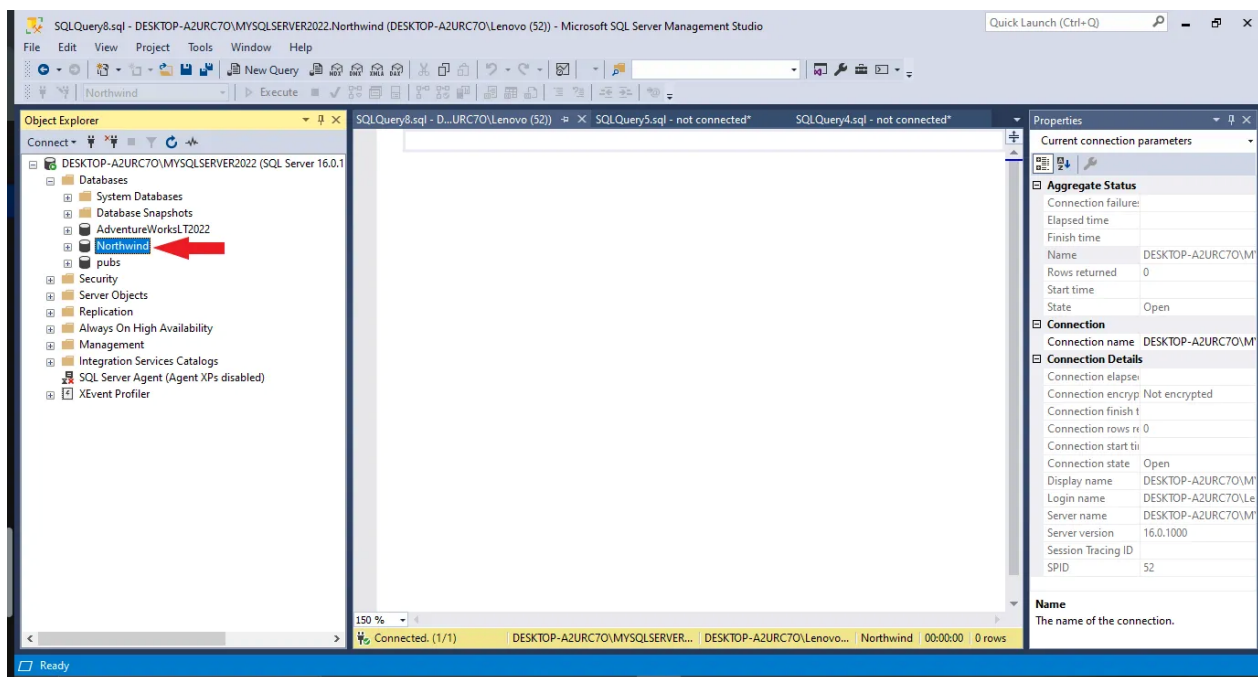 SQLQuery8.sql - DESKTOP-A2URC7O\MYSQLSERVER2022.Northwind (DESKTOP-A2URC7O\Lenovo (52)) - Microsoft SQL Server Management Studio
Quick Launch (Ctrl+Q)
File Edit View Project Tools Window Help
New Query MDX DMX XMLA DAX
Northwind Execute
Object Explorer
Connect
DESKTOP-A2URC7O\MYSQLSERVER2022 (SQL Server 16.0.1
Databases
System Databases
Database Snapshots
AdventureWorksLT2022
Northwind
pubs
Security
Server Objects
Replication
Always On High Availability
Management
Integration Services Catalogs
SQL Server Agent (Agent XPs disabled)
XEvent Profiler
SQLQuery8.sql - D...URC7O\Lenovo (52)) SQLQuery5.sql - not connected* SQLQuery4.sql - not connected*
150 %
Connected. (1/1) DESKTOP-A2URC7O\MYSQLSERVER... DESKTOP-A2URC7O\Lenovo... Northwind 00:00:00 0 rows
Properties
Current connection parameters
Aggregate Status
Connection failures
Elapsed time
Finish time
Name DESKTOP-A2URC7O\M
Rows returned 0
Start time
State Open
Connection
Connection name DESKTOP-A2URC7O\M
Connection Details
Connection elapse
Connection encryp Not encrypted
Connection finish t
Connection rows re 0
Connection start ti
Connection state Open
Display name DESKTOP-A2URC7O\M
Login name DESKTOP-A2URC7O\Le
Server name DESKTOP-A2URC7O\M
Server version 16.0.1000
Session Tracing ID
SPID 52
Name
The name of the connection.
Ready